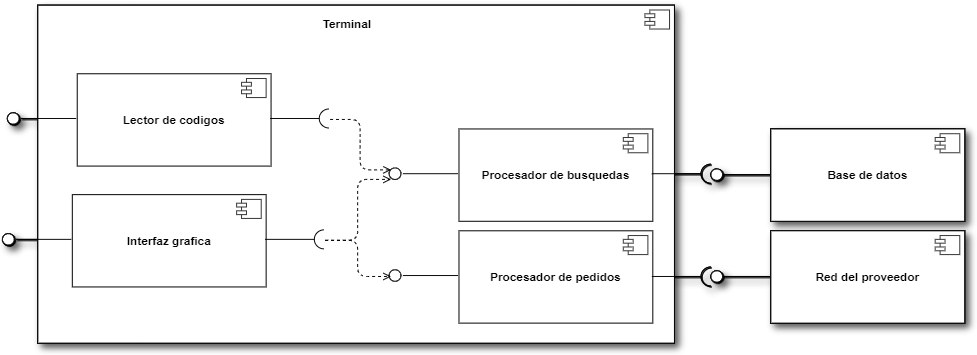 Terminal
Lector de codigos
Procesador de busquedas
Base de datos
Interfaz grafica
Procesador de pedidos
Red del proveedor